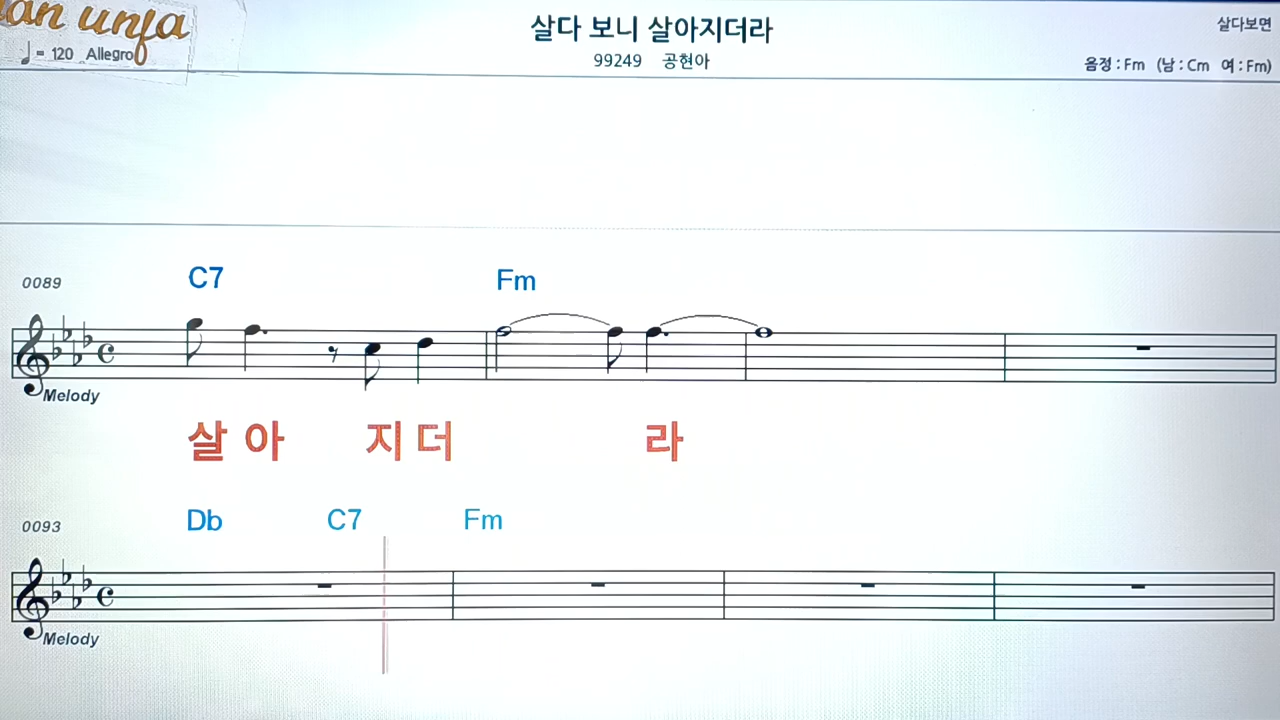 살다 보니 살아지더라
살다보면
♩= 120 Allegro
99249 공현아
음정 : Fm (남 : Cm 여 : Fm)
0089
C7 Fm
Melody
살 아 지 더 라
0093
Db C7 Fm
Melody